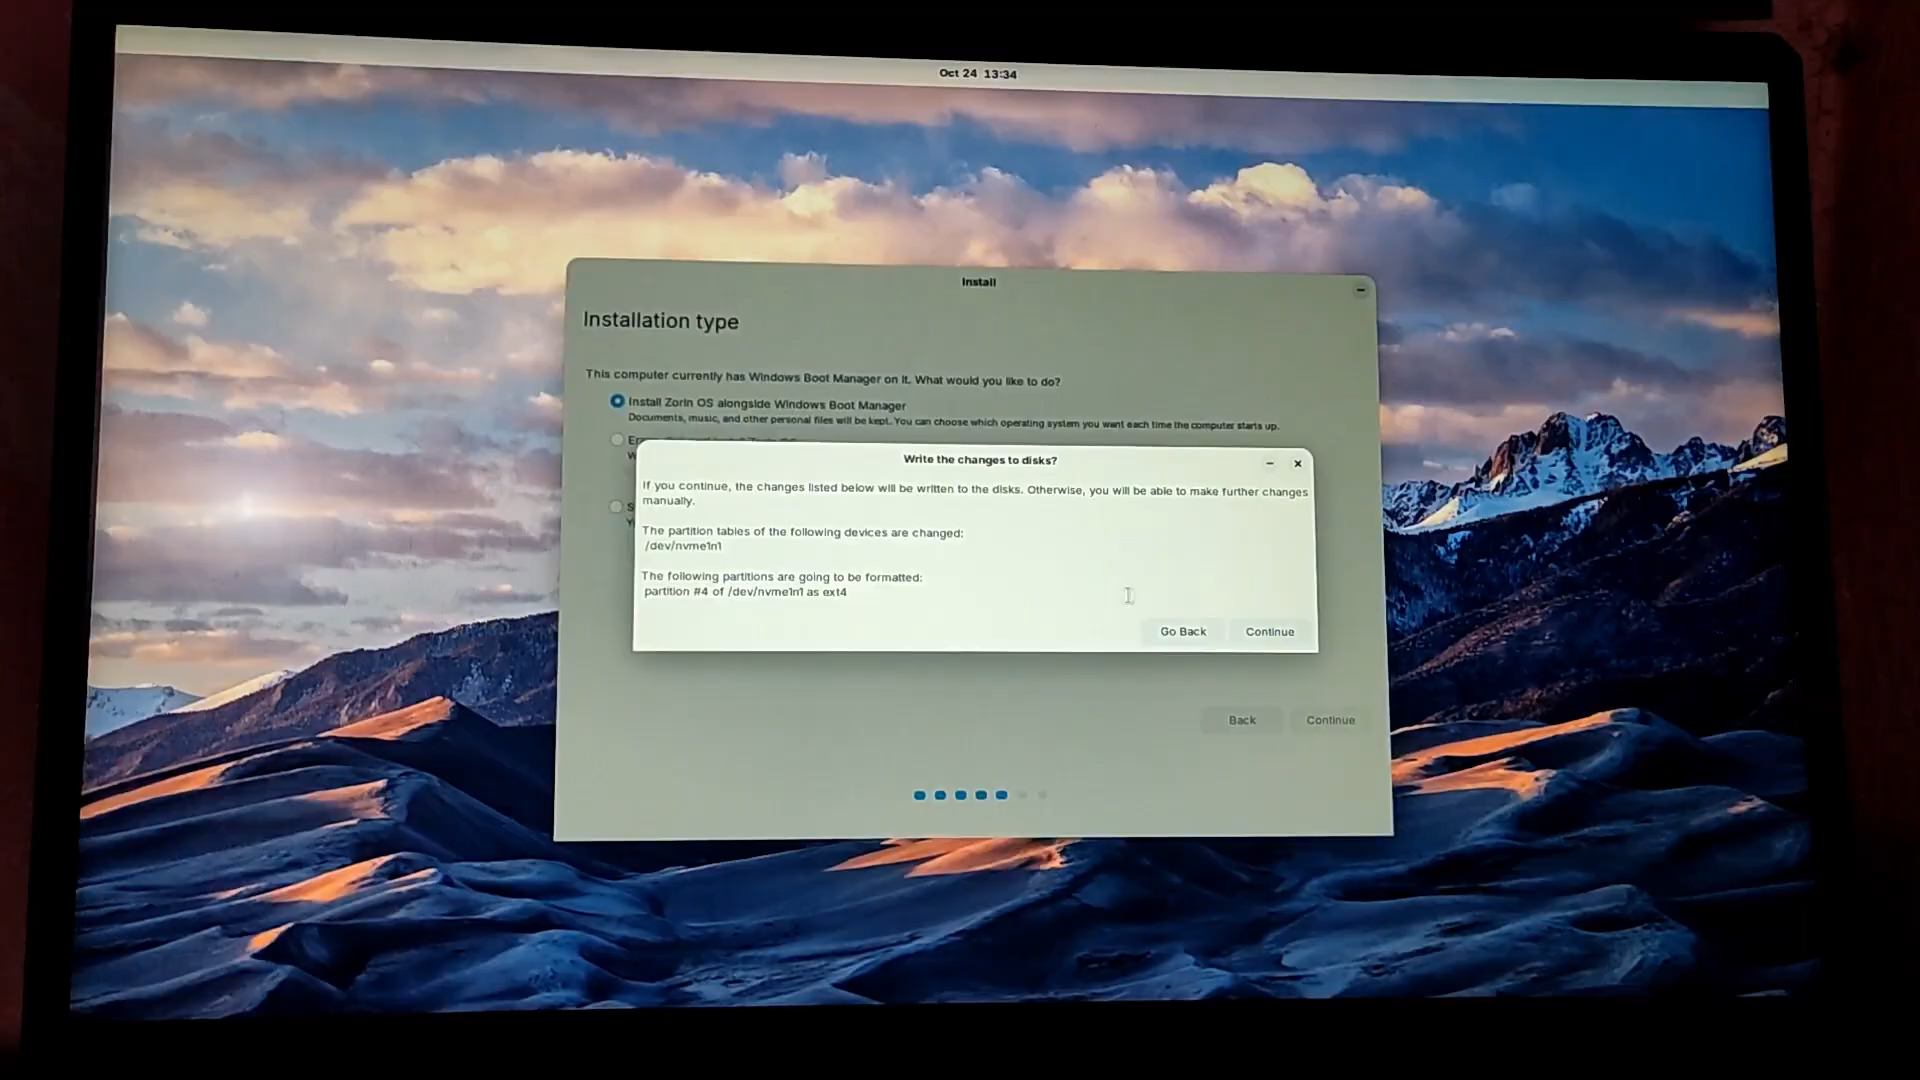 Oct 24 13:34
Install
Installation type
This computer currently has Windows Boot Manager on it. What would you like to do?
Install Zorin OS alongside Windows Boot Manager
Documents, music, and other personal files will be kept. You can choose which operating system you want each time the computer starts up.
Write the changes to disks?
If you continue, the changes listed below will be written to the disks. Otherwise, you will be able to make further changes
manually.
The partition tables of the following devices are changed:
/dev/nvme1n1
The following partitions are going to be formatted:
partition #4 of /dev/nvme1n1 as ext4
Go Back Continue
Back Continue